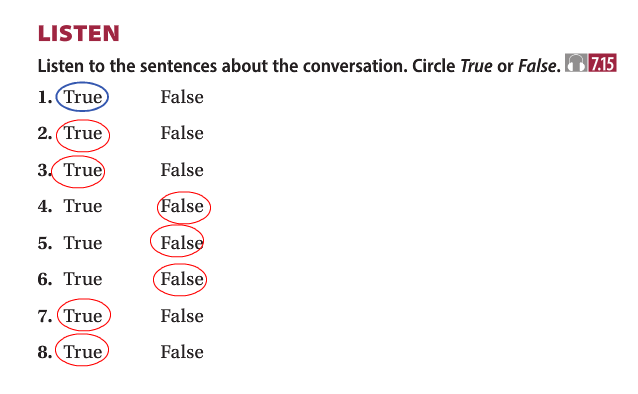 LISTEN
Listen to the sentences about the conversation. Circle True or False. 7.15
1. True False
2. True False
3. True False
4. True False
5. True False
6. True False
7. True False
8. True False